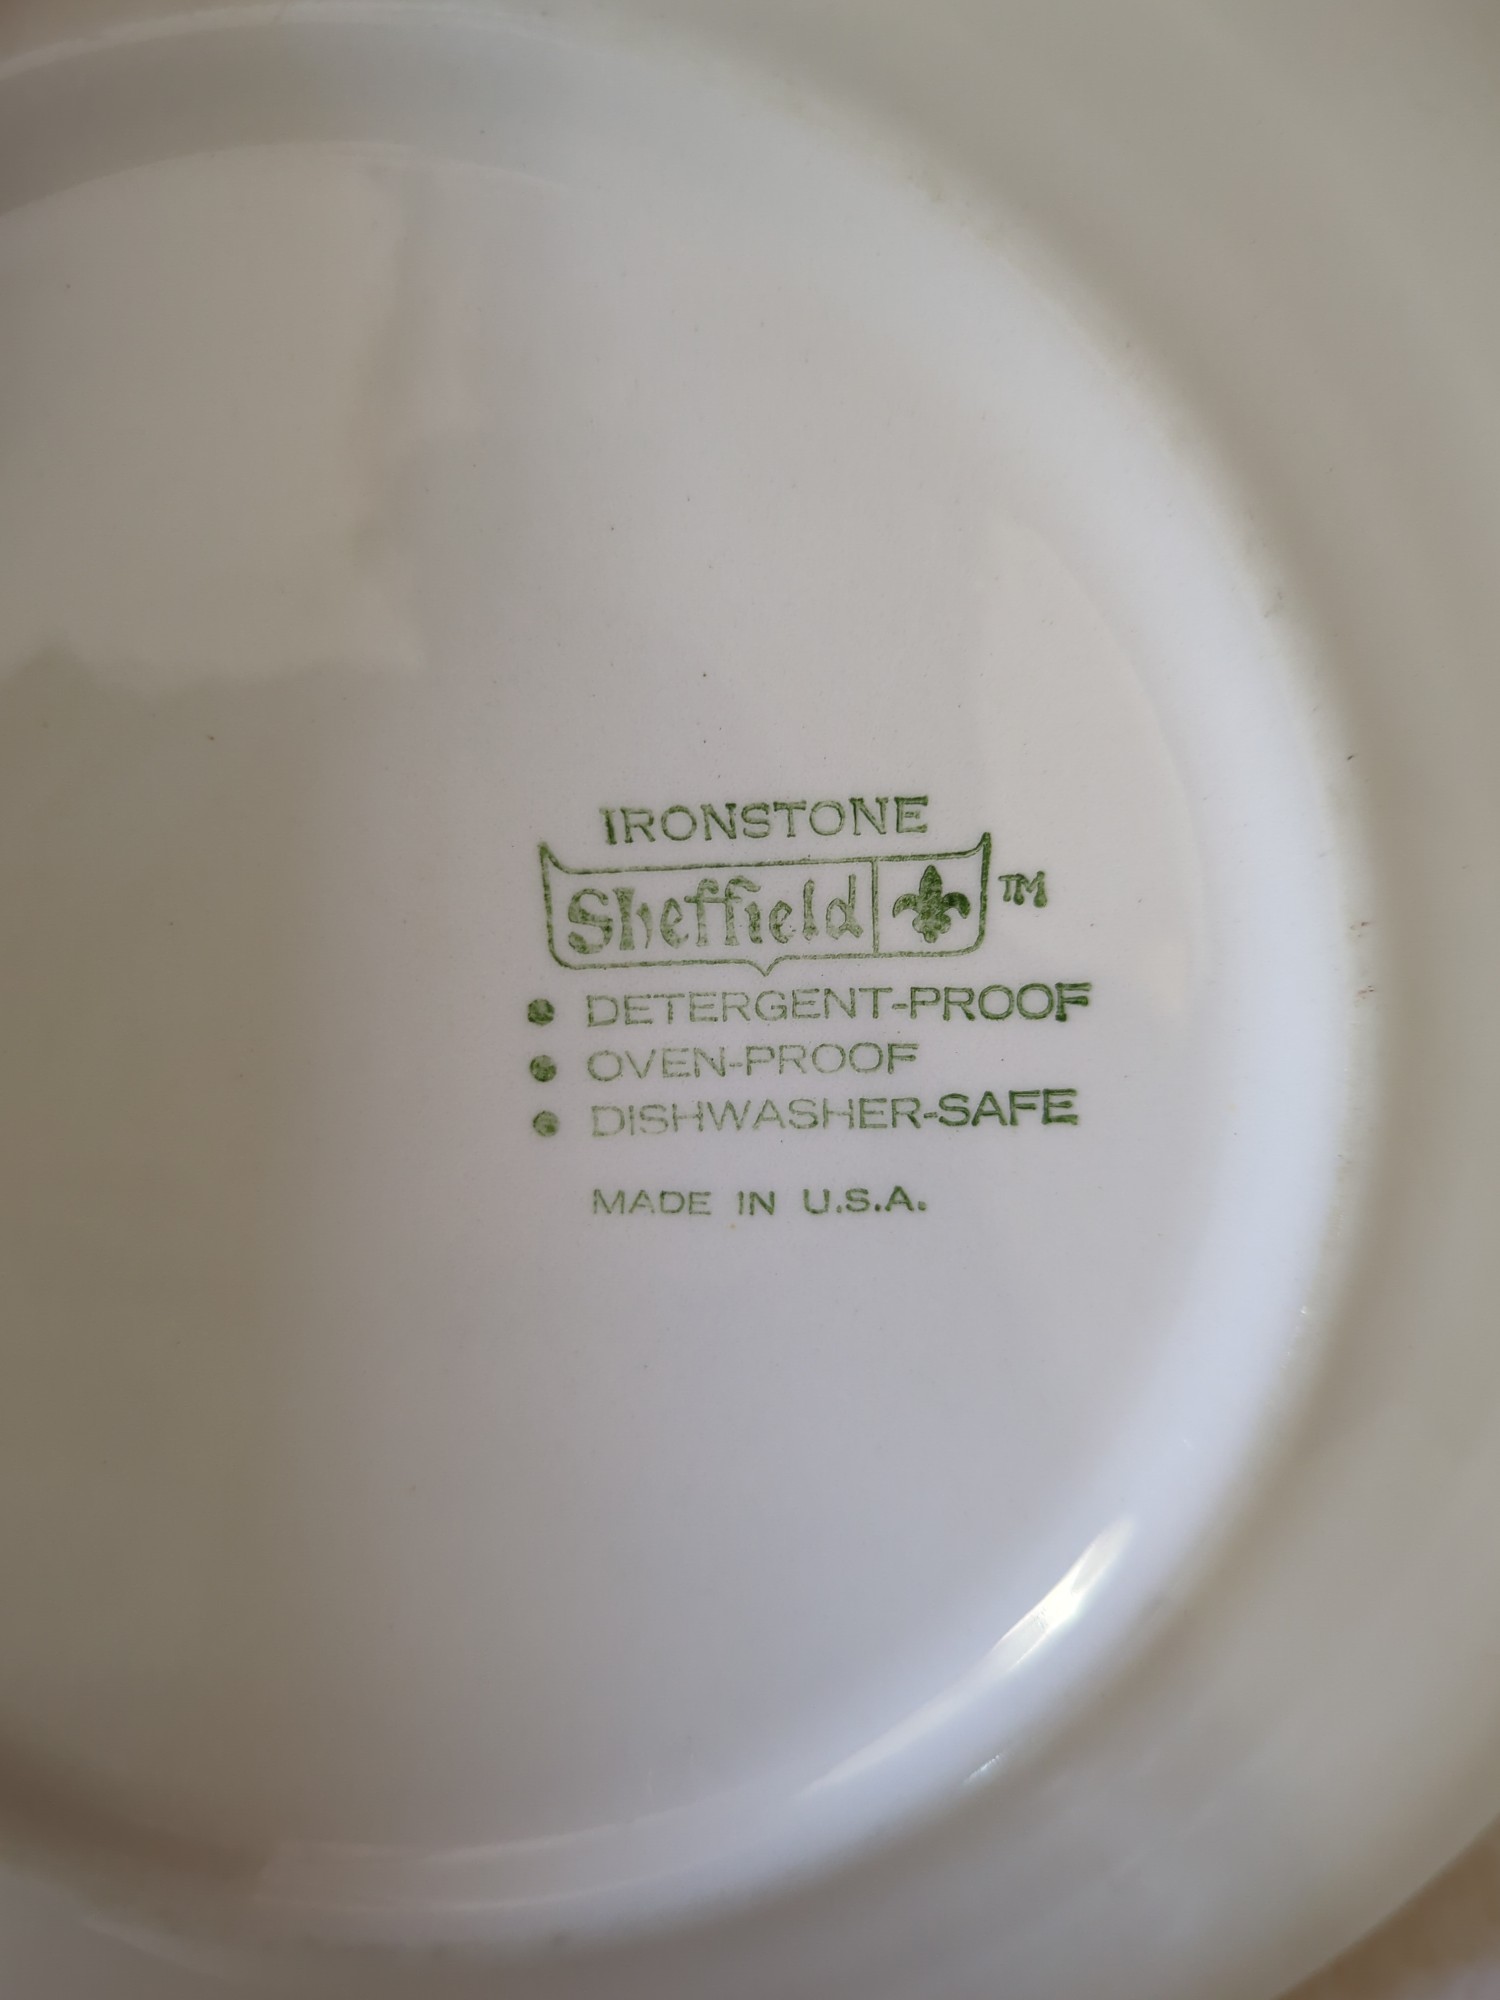 IRONSTONE
Sheffield TM
• DETERGENT-PROOF
• OVEN-PROOF
• DISHWASHER-SAFE
MADE IN U.S.A.